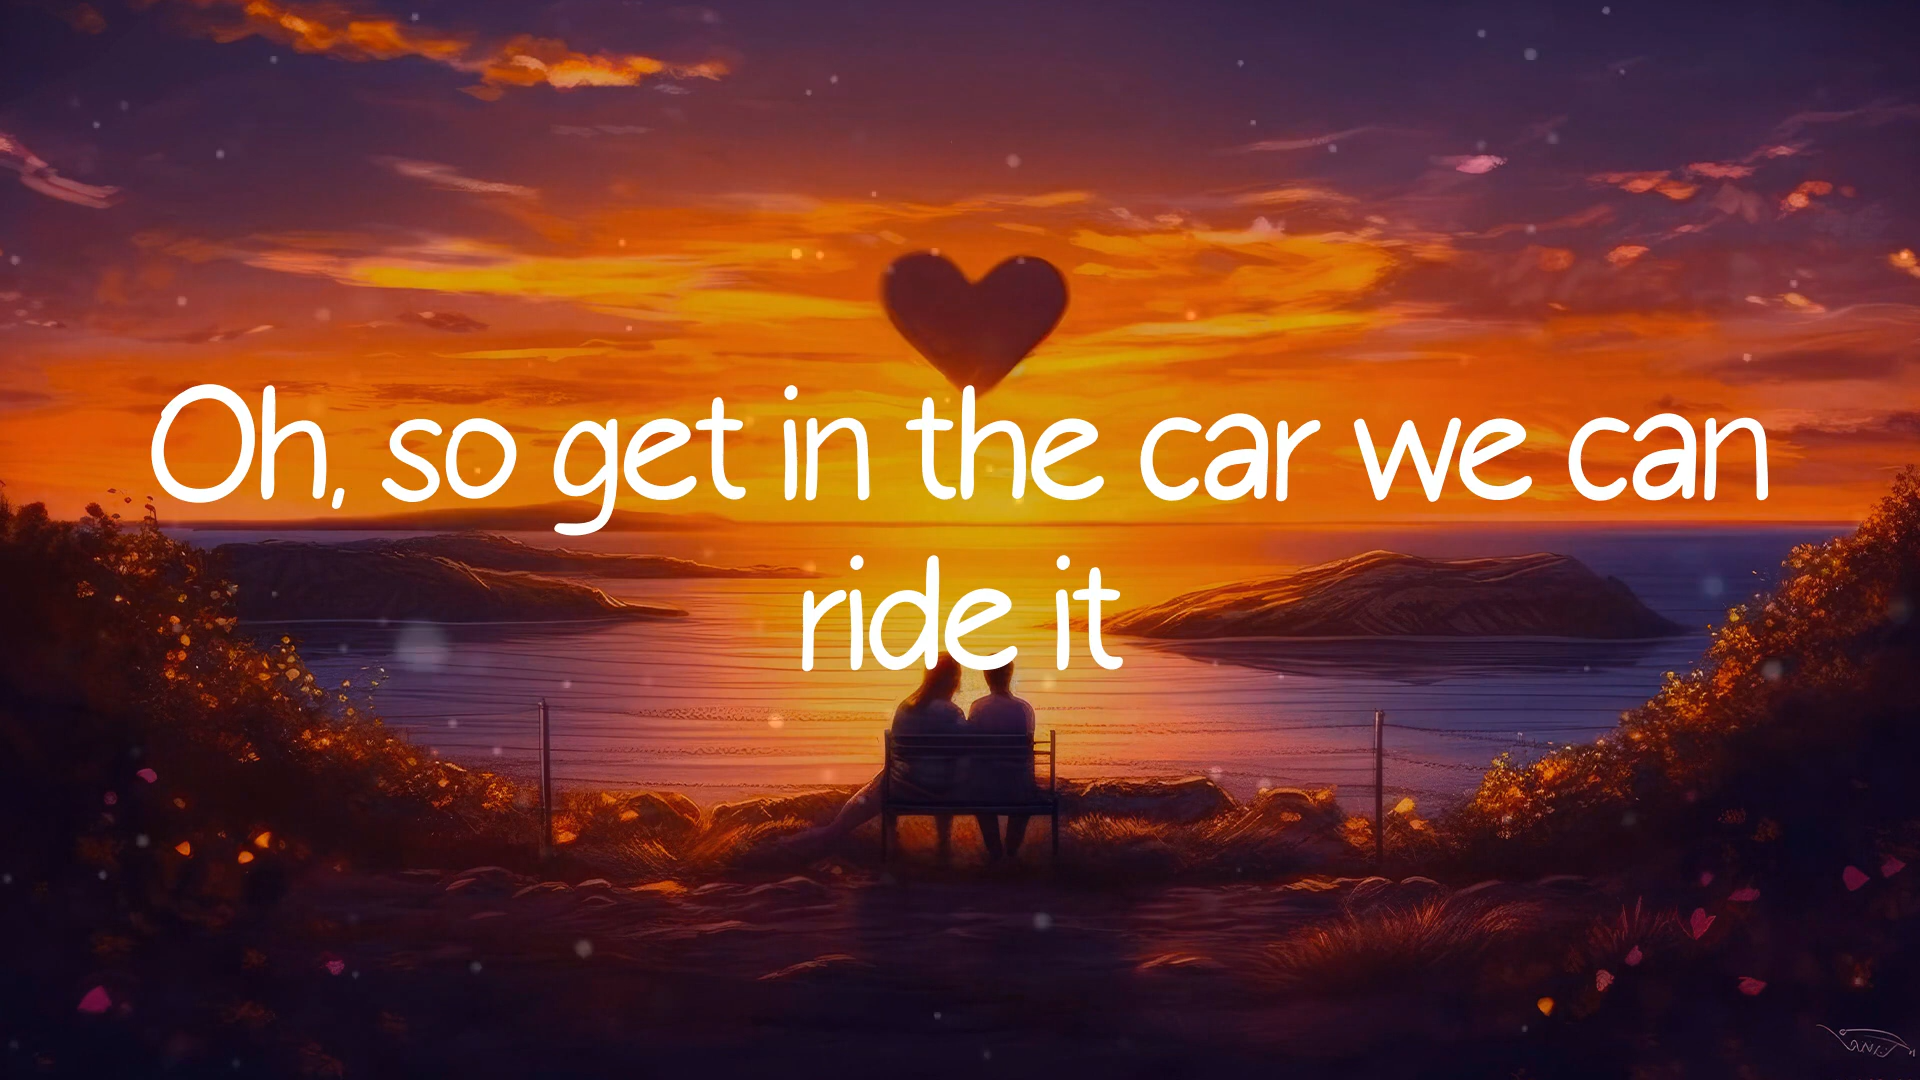 Oh, so get in the car we can
ride it